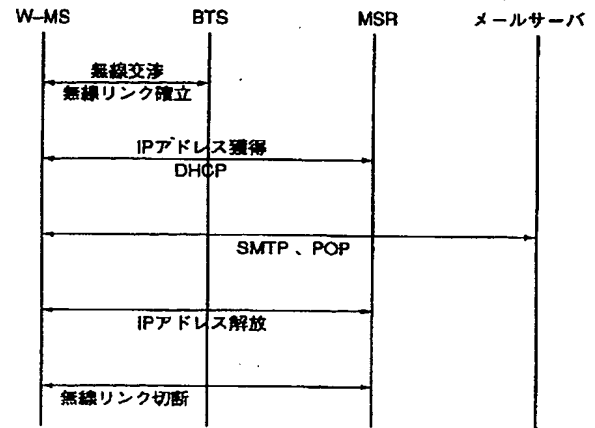 W-MS BTS MSR メールサーバ
無線交渉
無線リンク確立
IPアドレス獲得
DHCP
SMTP、POP
IPアドレス解放
無線リンク切断